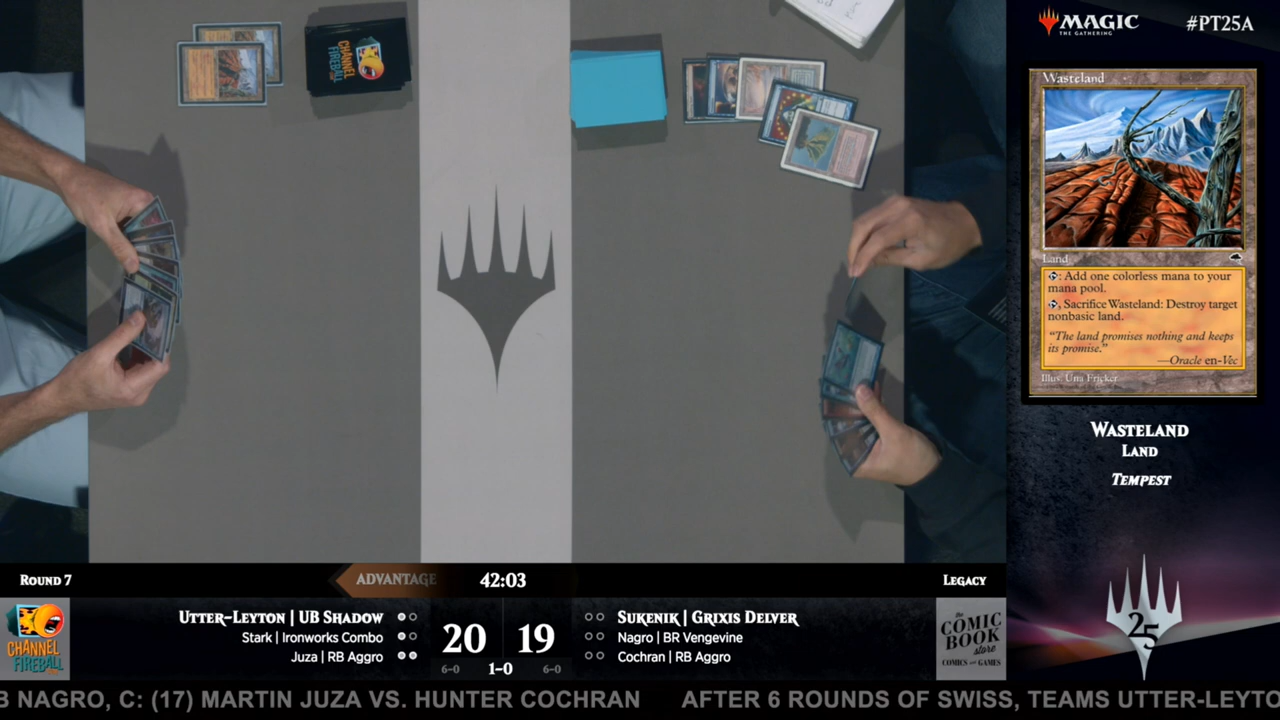 MAGIC
THE GATHERING
#PT25A
Wasteland
Land
: Add one colorless mana to your
mana pool.
, Sacrifice Wasteland: Destroy target
nonbasic land.
"The land promises nothing and keeps
its promise."
—Oracle en-Vec
Illus. Una Fricker
WASTELAND
LAND
TEMPEST
25
CHANNEL
FIREBALL
ROUND 7
ADVANTAGE
42:03
LEGACY
CHANNEL
FIREBALL
UTTER-LEYTON | UB SHADOW
Stark | Ironworks Combo
Juza | RB Aggro
20
19
6-0
1-0
6-0
SUKENIK | GRIXIS DELVER
Nagro | BR Vengevine
Cochran | RB Aggro
the
COMIC
BOOK
store
COMICS and GAMES
B NAGRO, C: (17) MARTIN JUZA VS. HUNTER COCHRAN AFTER 6 ROUNDS OF SWISS, TEAMS UTTER-LEYTO